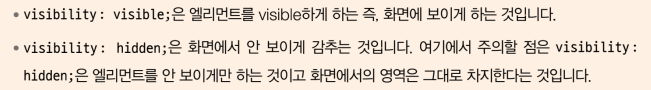 • visibility: visible;은 엘리먼트를 visible하게 하는 즉, 화면에 보이게 하는 것입니다.
• visibility: hidden;은 화면에서 안 보이게 감추는 것입니다. 여기에서 주의할 점은 visibility:
hidden;은 엘리먼트를 안 보이게만 하는 것이고 화면에서의 영역은 그대로 차지한다는 것입니다.